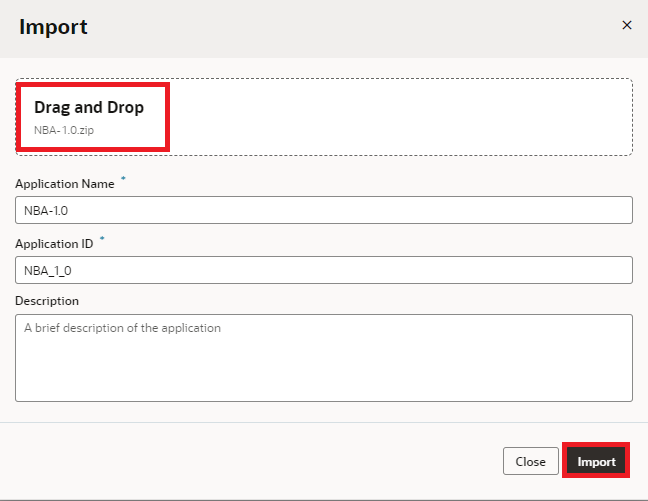 Import
Drag and Drop
NBA-1.0.zip
Application Name *
NBA-1.0
Application ID *
NBA_1_0
Description
A brief description of the application
Close Import